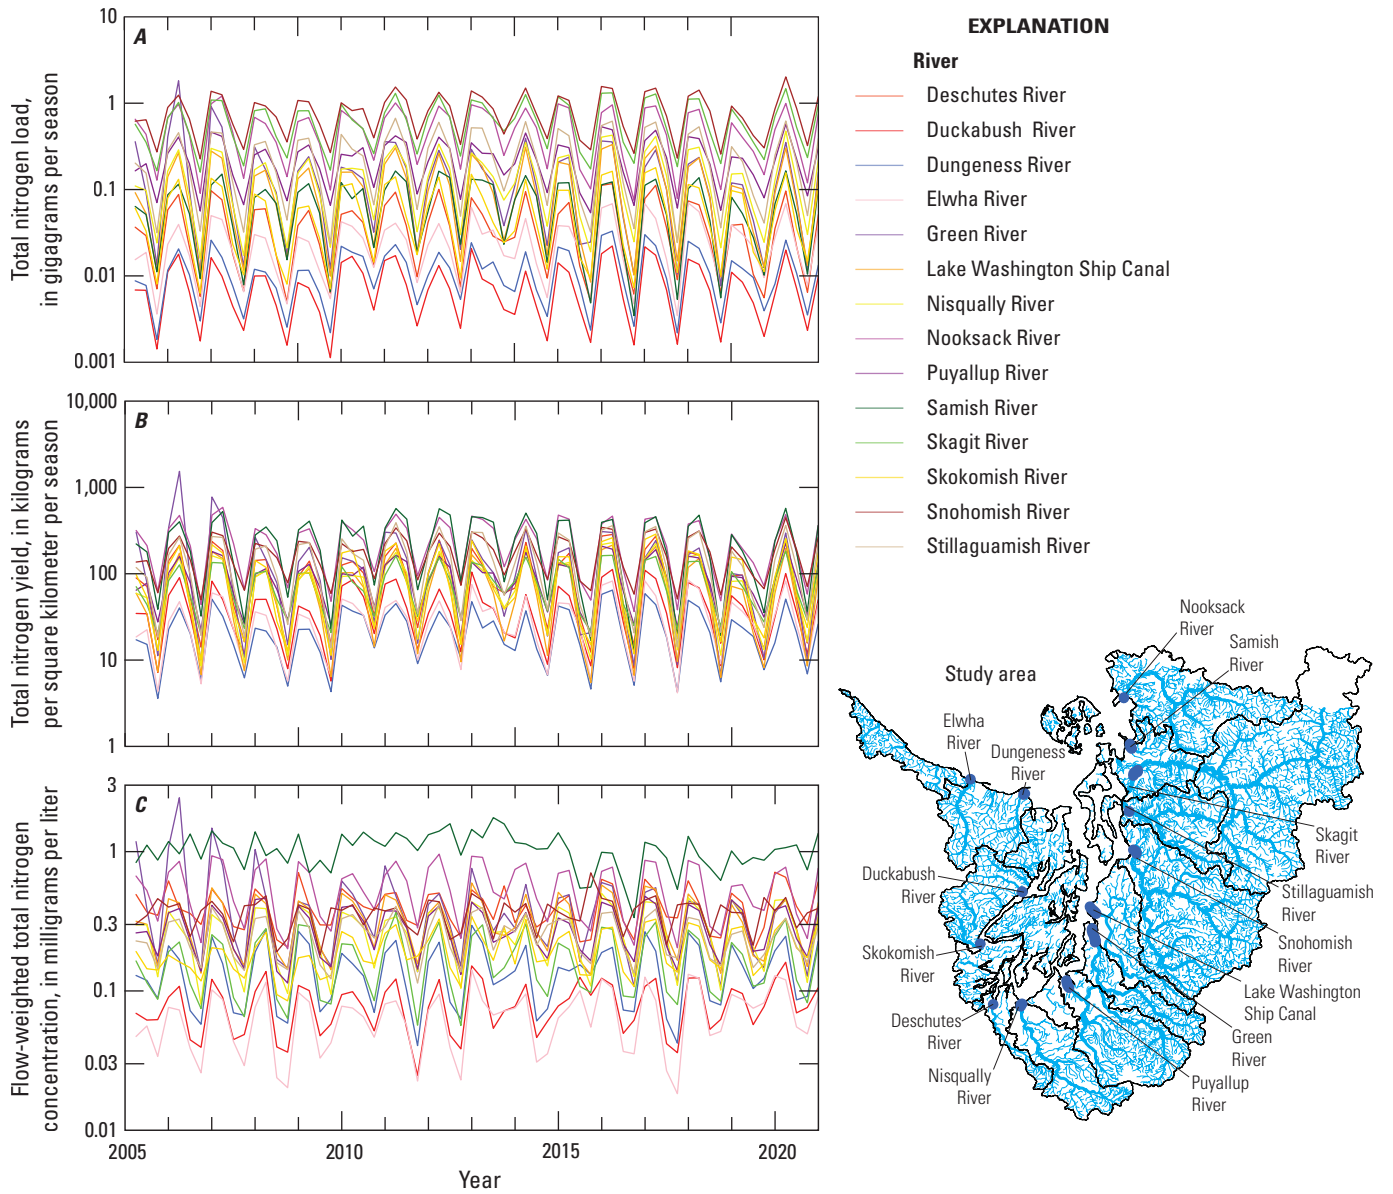 A
Total nitrogen load,
in gigagrams per season
10
1
0.1
0.01
0.001
B
Total nitrogen yield, in kilograms
per square kilometer per season
10,000
1,000
100
10
1
C
Flow-weighted total nitrogen
concentration, in milligrams per liter
3
1
0.3
0.1
0.03
0.01
2005
2010
2015
2020
Year
EXPLANATION
River
Deschutes River
Duckabush River
Dungeness River
Elwha River
Green River
Lake Washington Ship Canal
Nisqually River
Nooksack River
Puyallup River
Samish River
Skagit River
Skokomish River
Snohomish River
Stillaguamish River
Study area
Nooksack
River
Samish
River
Elwha
River
Dungeness
River
Skagit
River
Duckabush
River
Stillaguamish
River
Skokomish
River
Snohomish
River
Lake Washington
Ship Canal
Deschutes
River
Green
River
Nisqually
River
Puyallup
River